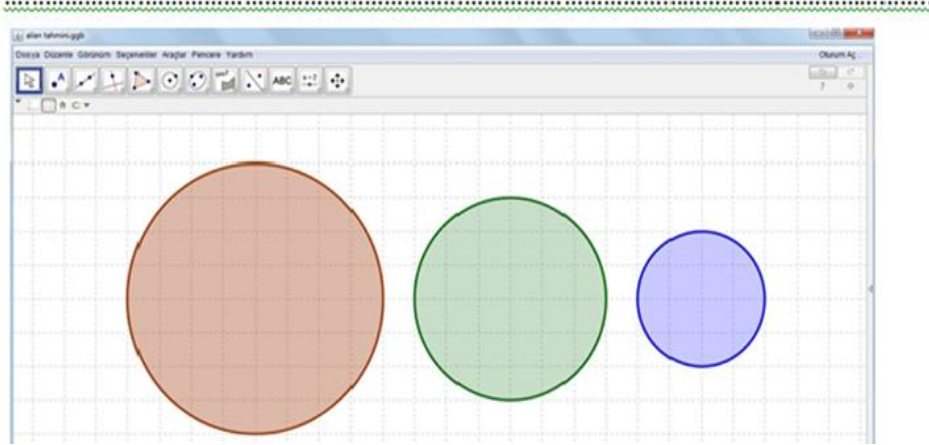 alan tahmini.ggb
Dosya Düzenle Görünüm Seçenekler Araçlar Pencere Yardım
Oturum Aç...
ABC